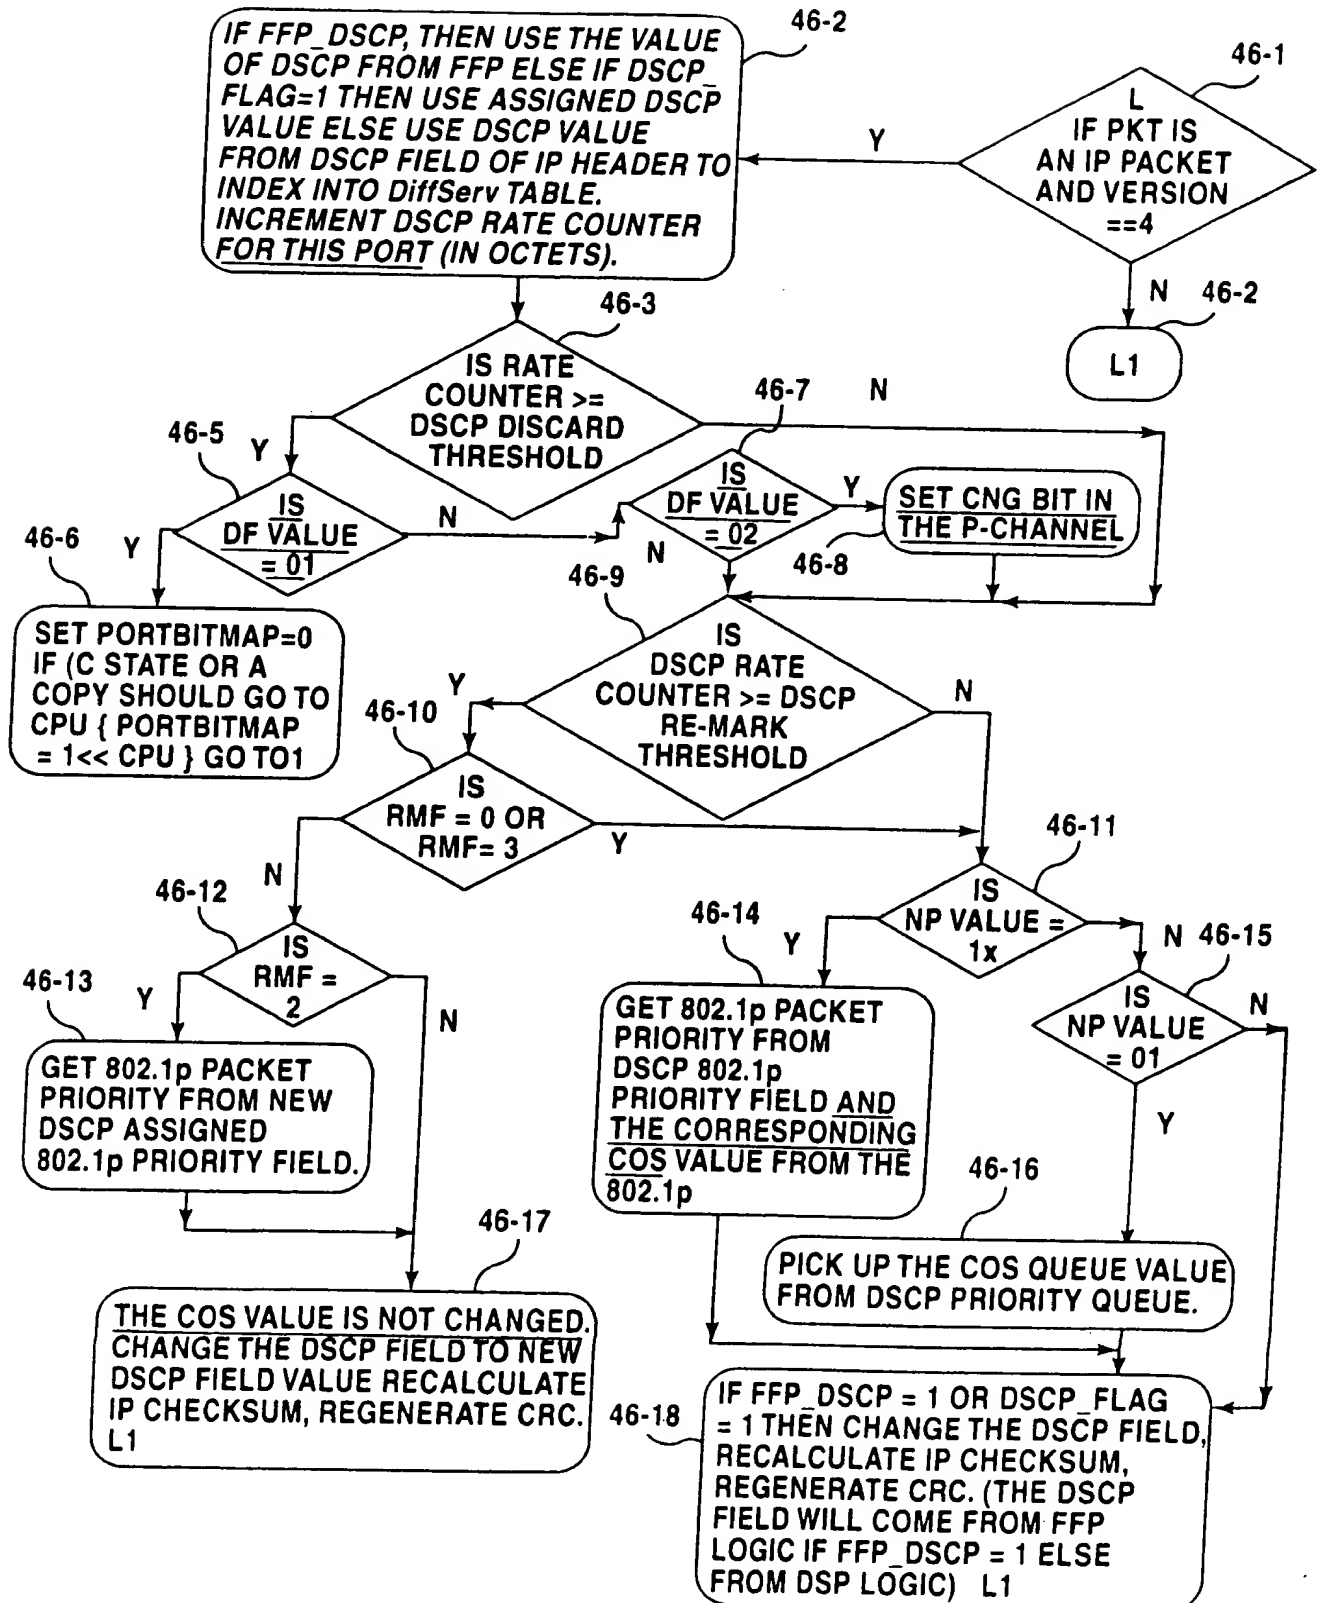 46-2
IF FFP_DSCP, THEN USE THE VALUE
OF DSCP FROM FFP ELSE IF DSCP_
FLAG=1 THEN USE ASSIGNED DSCP
VALUE ELSE USE DSCP VALUE
FROM DSCP FIELD OF IP HEADER TO
INDEX INTO DiffServ TABLE.
INCREMENT DSCP RATE COUNTER
FOR THIS PORT (IN OCTETS).
46-1
L
IF PKT IS
AN IP PACKET
AND VERSION
==4
Y
N
46-2
L1
46-3
IS RATE
COUNTER >=
DSCP DISCARD
THRESHOLD
Y
N
46-5
IS
DF VALUE
= 01
Y
N
46-7
IS
DF VALUE
= 02
Y
N
46-8
SET CNG BIT IN
THE P-CHANNEL
46-6
SET PORTBITMAP=0
IF (C STATE OR A
COPY SHOULD GO TO
CPU { PORTBITMAP
= 1<< CPU } GO TO1
46-9
IS
DSCP RATE
COUNTER >= DSCP
RE-MARK
THRESHOLD
Y
N
46-10
IS
RMF = 0 OR
RMF= 3
N
Y
46-11
IS
NP VALUE =
1x
Y
N
46-12
IS
RMF =
2
Y
N
46-13
GET 802.1p PACKET
PRIORITY FROM NEW
DSCP ASSIGNED
802.1p PRIORITY FIELD.
46-14
GET 802.1p PACKET
PRIORITY FROM
DSCP 802.1p
PRIORITY FIELD AND
THE CORRESPONDING
COS VALUE FROM THE
802.1p
46-15
IS
NP VALUE
= 01
N
Y
46-16
PICK UP THE COS QUEUE VALUE
FROM DSCP PRIORITY QUEUE.
46-17
THE COS VALUE IS NOT CHANGED.
CHANGE THE DSCP FIELD TO NEW
DSCP FIELD VALUE RECALCULATE
IP CHECKSUM, REGENERATE CRC.
L1
46-18
IF FFP_DSCP = 1 OR DSCP_FLAG
= 1 THEN CHANGE THE DSCP FIELD,
RECALCULATE IP CHECKSUM,
REGENERATE CRC. (THE DSCP
FIELD WILL COME FROM FFP
LOGIC IF FFP_DSCP = 1 ELSE
FROM DSP LOGIC) L1